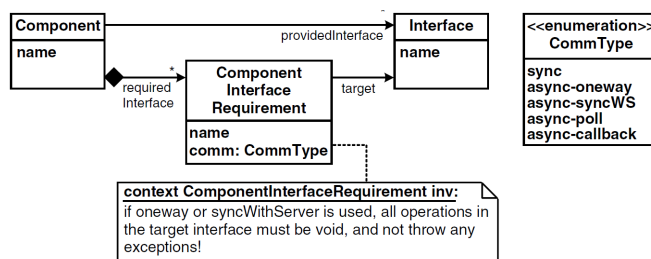 Component
name
providedInterface
*
Interface
name
<<enumeration>>
CommType
sync
async-oneway
async-syncWS
async-poll
async-callback
*
required
Interface
Component
Interface
Requirement
name
comm: CommType
target
context ComponentInterfaceRequirement inv:
if oneway or syncWithServer is used, all operations in
the target interface must be void, and not throw any
exceptions!